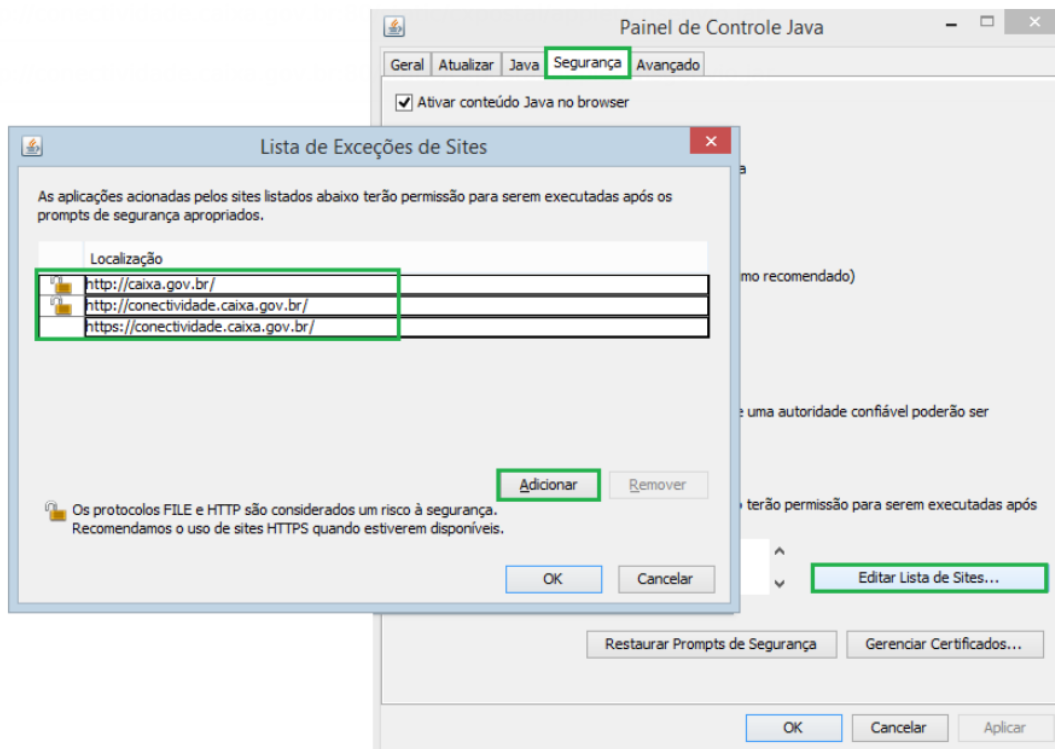 Painel de Controle Java
Geral Atualizar Java Segurança Avançado
Ativar conteúdo Java no browser
Lista de Exceções de Sites
As aplicações acionadas pelos sites listados abaixo terão permissão para serem executadas após os
prompts de segurança apropriados.
Localização
http://caixa.gov.br/
http://conectividade.caixa.gov.br/
https://conectividade.caixa.gov.br/
Adicionar Remover
Os protocolos FILE e HTTP são considerados um risco à segurança.
Recomendamos o uso de sites HTTPS quando estiverem disponíveis.
OK Cancelar
mo recomendado)
e uma autoridade confiável poderão ser
terão permissão para serem executadas após
Editar Lista de Sites...
Restaurar Prompts de Segurança Gerenciar Certificados...
OK Cancelar Aplicar